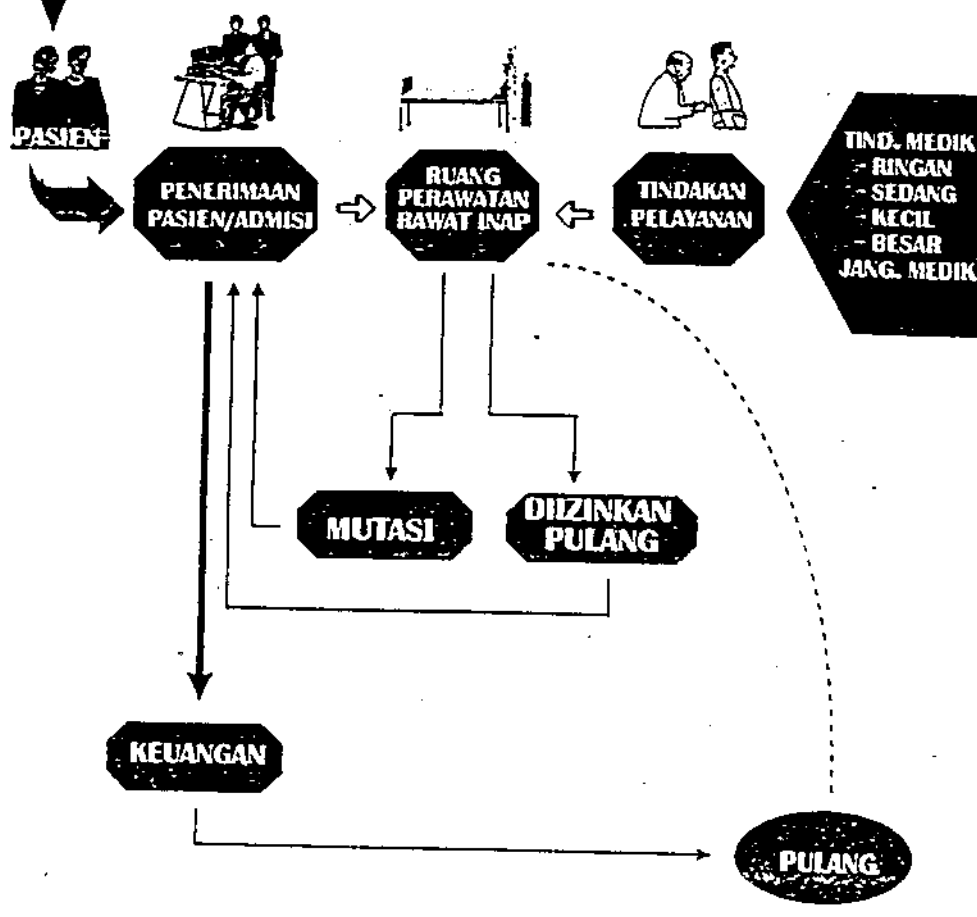 PASIEN
PENERIMAAN
PASIEN/ADMISI
RUANG
PERAWATAN
RAWAT INAP
TINDAKAN
PELAYANAN
TIND. MEDIK
- RINGAN
- SEDANG
- KECIL
- BESAR
JANG. MEDIK
MUTASI
DIIZINKAN
PULANG
KEUANGAN
PULANG